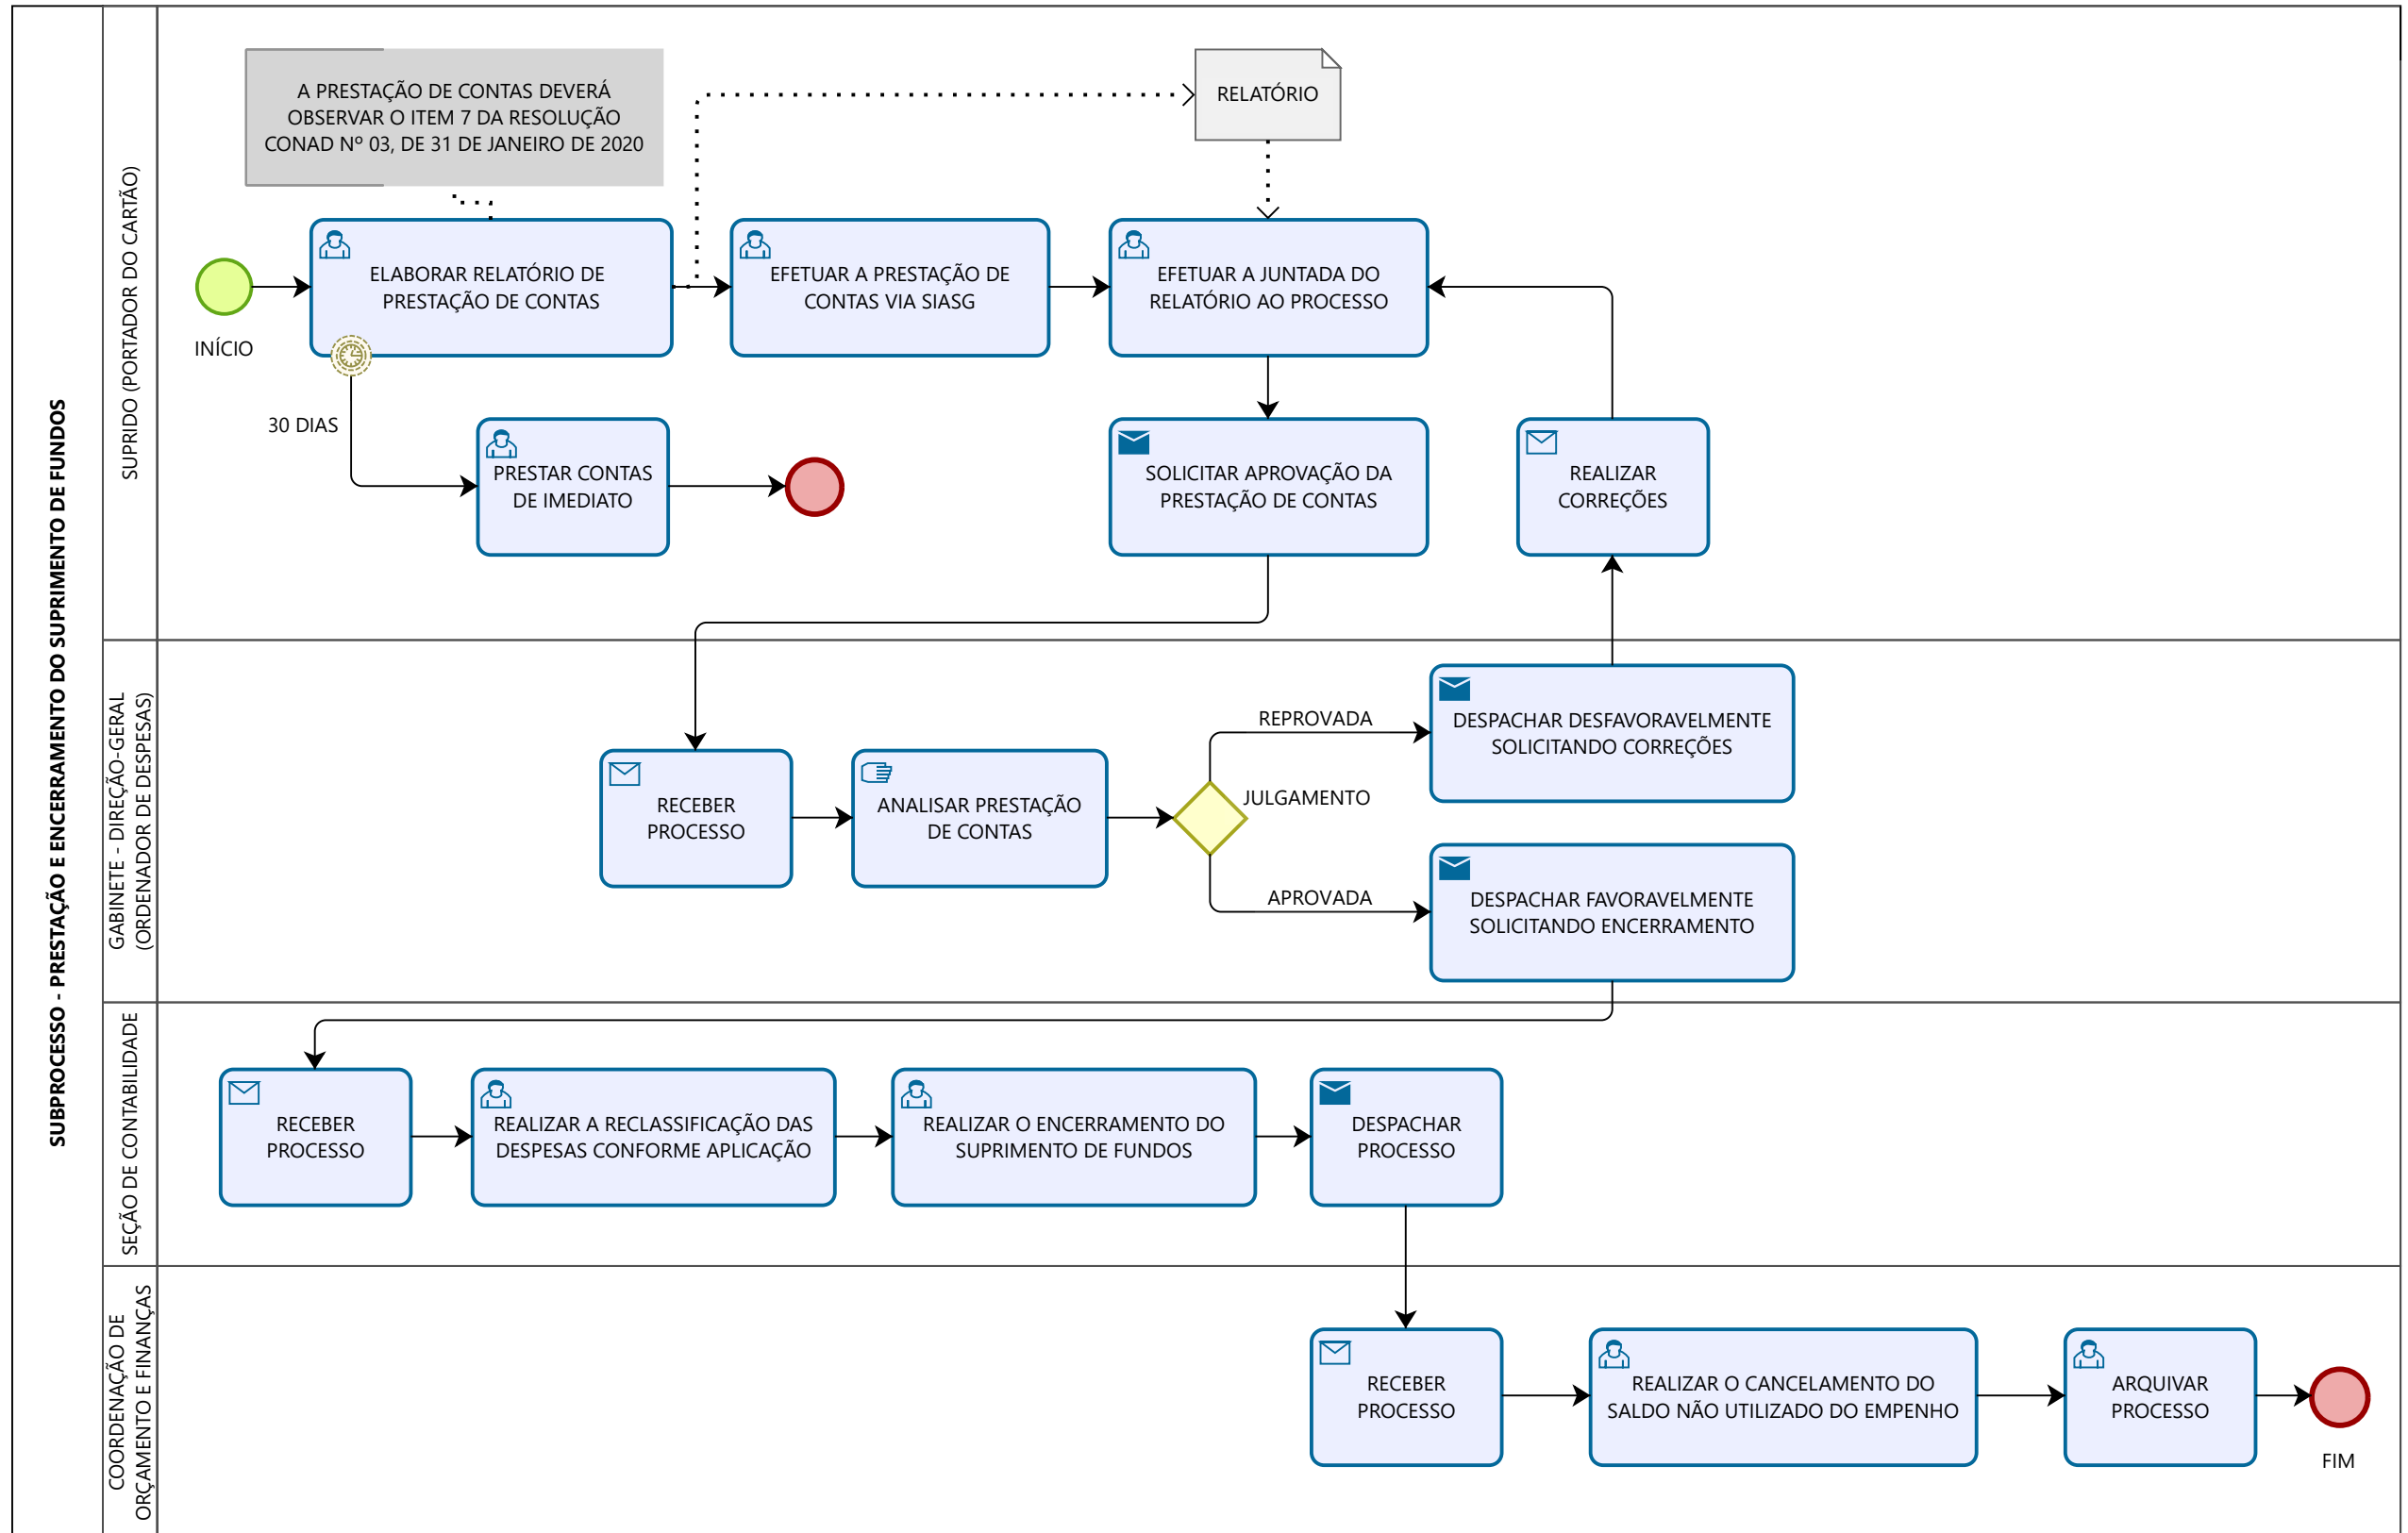 SUBPROCESSO - PRESTAÇÃO E ENCERRAMENTO DO SUPRIMENTO DE FUNDOS
SUPRIDO (PORTADOR DO CARTÃO)
A PRESTAÇÃO DE CONTAS DEVERÁ
OBSERVAR O ITEM 7 DA RESOLUÇÃO
CONAD Nº 03, DE 31 DE JANEIRO DE 2020
RELATÓRIO
INÍCIO
ELABORAR RELATÓRIO DE
PRESTAÇÃO DE CONTAS
EFETUAR A PRESTAÇÃO DE
CONTAS VIA SIASG
EFETUAR A JUNTADA DO
RELATÓRIO AO PROCESSO
30 DIAS
PRESTAR CONTAS
DE IMEDIATO
SOLICITAR APROVAÇÃO DA
PRESTAÇÃO DE CONTAS
REALIZAR
CORREÇÕES
GABINETE - DIREÇÃO-GERAL
(ORDENADOR DE DESPESAS)
RECEBER
PROCESSO
ANALISAR PRESTAÇÃO
DE CONTAS
JULGAMENTO
REPROVADA
DESPACHAR DESFAVORAVELMENTE
SOLICITANDO CORREÇÕES
APROVADA
DESPACHAR FAVORAVELMENTE
SOLICITANDO ENCERRAMENTO
SEÇÃO DE CONTABILIDADE
RECEBER
PROCESSO
REALIZAR A RECLASSIFICAÇÃO DAS
DESPESAS CONFORME APLICAÇÃO
REALIZAR O ENCERRAMENTO DO
SUPRIMENTO DE FUNDOS
DESPACHAR
PROCESSO
COORDENAÇÃO DE
ORÇAMENTO E FINANÇAS
RECEBER
PROCESSO
REALIZAR O CANCELAMENTO DO
SALDO NÃO UTILIZADO DO EMPENHO
ARQUIVAR
PROCESSO
FIM